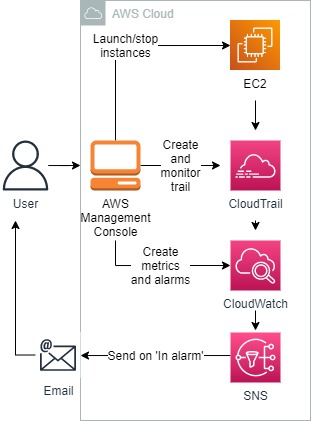 AWS Cloud
Launch/stop
instances
EC2
Create
and
monitor
trail
User
AWS
Management
Console
CloudTrail
Create
metrics
and alarms
CloudWatch
@
Send on 'In alarm'
Email
SNS